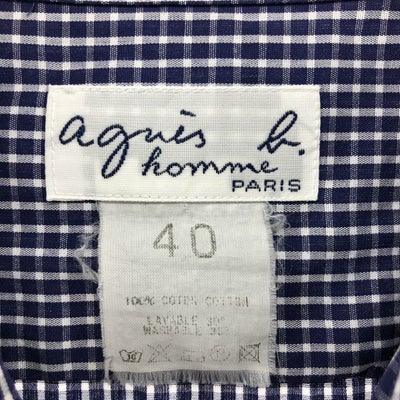 agnès b.
homme
PARIS
40
100% COTON COTTON
LAVABLE 30°
WASHABLE 30°